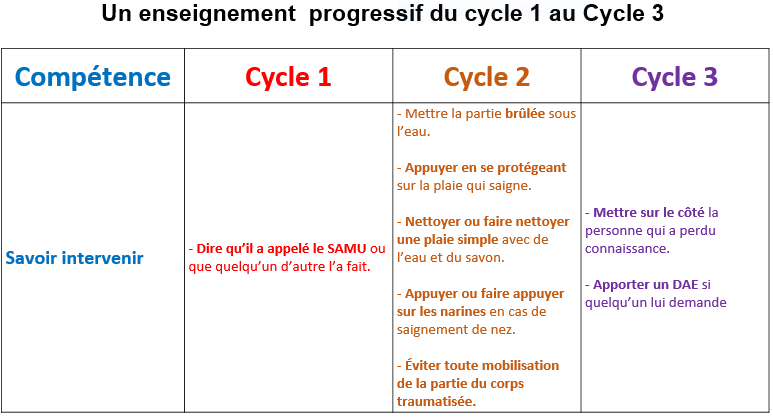 Un enseignement  progressif du cycle 1 au Cycle 3
Compétence
Cycle 1
Cycle 2
Cycle 3
Savoir intervenir
- Dire qu’il a appelé le SAMU ou
que quelqu’un d’autre l’a fait.
- Mettre la partie brûlée sous
l’eau.
- Appuyer en se protégeant
sur la plaie qui saigne.
- Nettoyer ou faire nettoyer
une plaie simple avec de
l’eau et du savon.
- Appuyer ou faire appuyer
sur les narines en cas de
saignement de nez.
- Éviter toute mobilisation
de la partie du corps
traumatisée.
- Mettre sur le côté la
personne qui a perdu
connaissance.
- Apporter un DAE si
quelqu’un lui demande